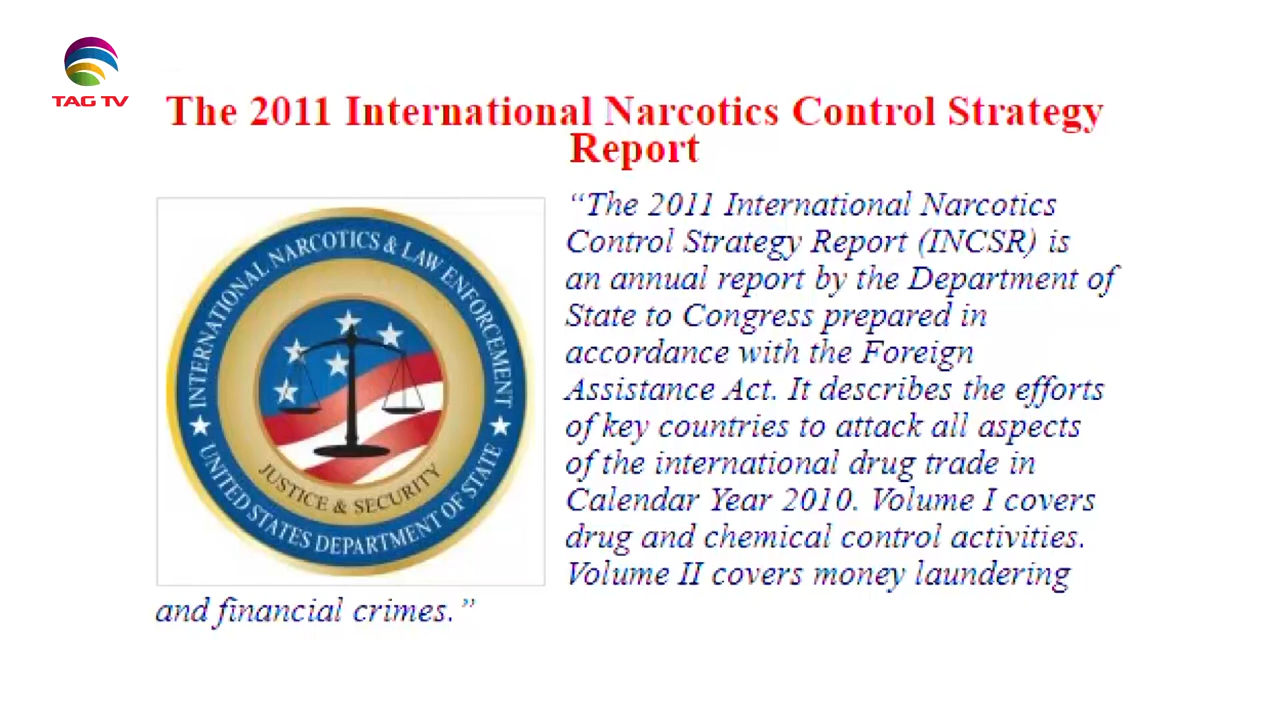 TAG TV
The 2011 International Narcotics Control Strategy
Report
INTERNATIONAL NARCOTICS & LAW ENFORCEMENT
JUSTICE & SECURITY
UNITED STATES DEPARTMENT OF STATE
“The 2011 International Narcotics
Control Strategy Report (INCSR) is
an annual report by the Department of
State to Congress prepared in
accordance with the Foreign
Assistance Act. It describes the efforts
of key countries to attack all aspects
of the international drug trade in
Calendar Year 2010. Volume I covers
drug and chemical control activities.
Volume II covers money laundering
and financial crimes.”